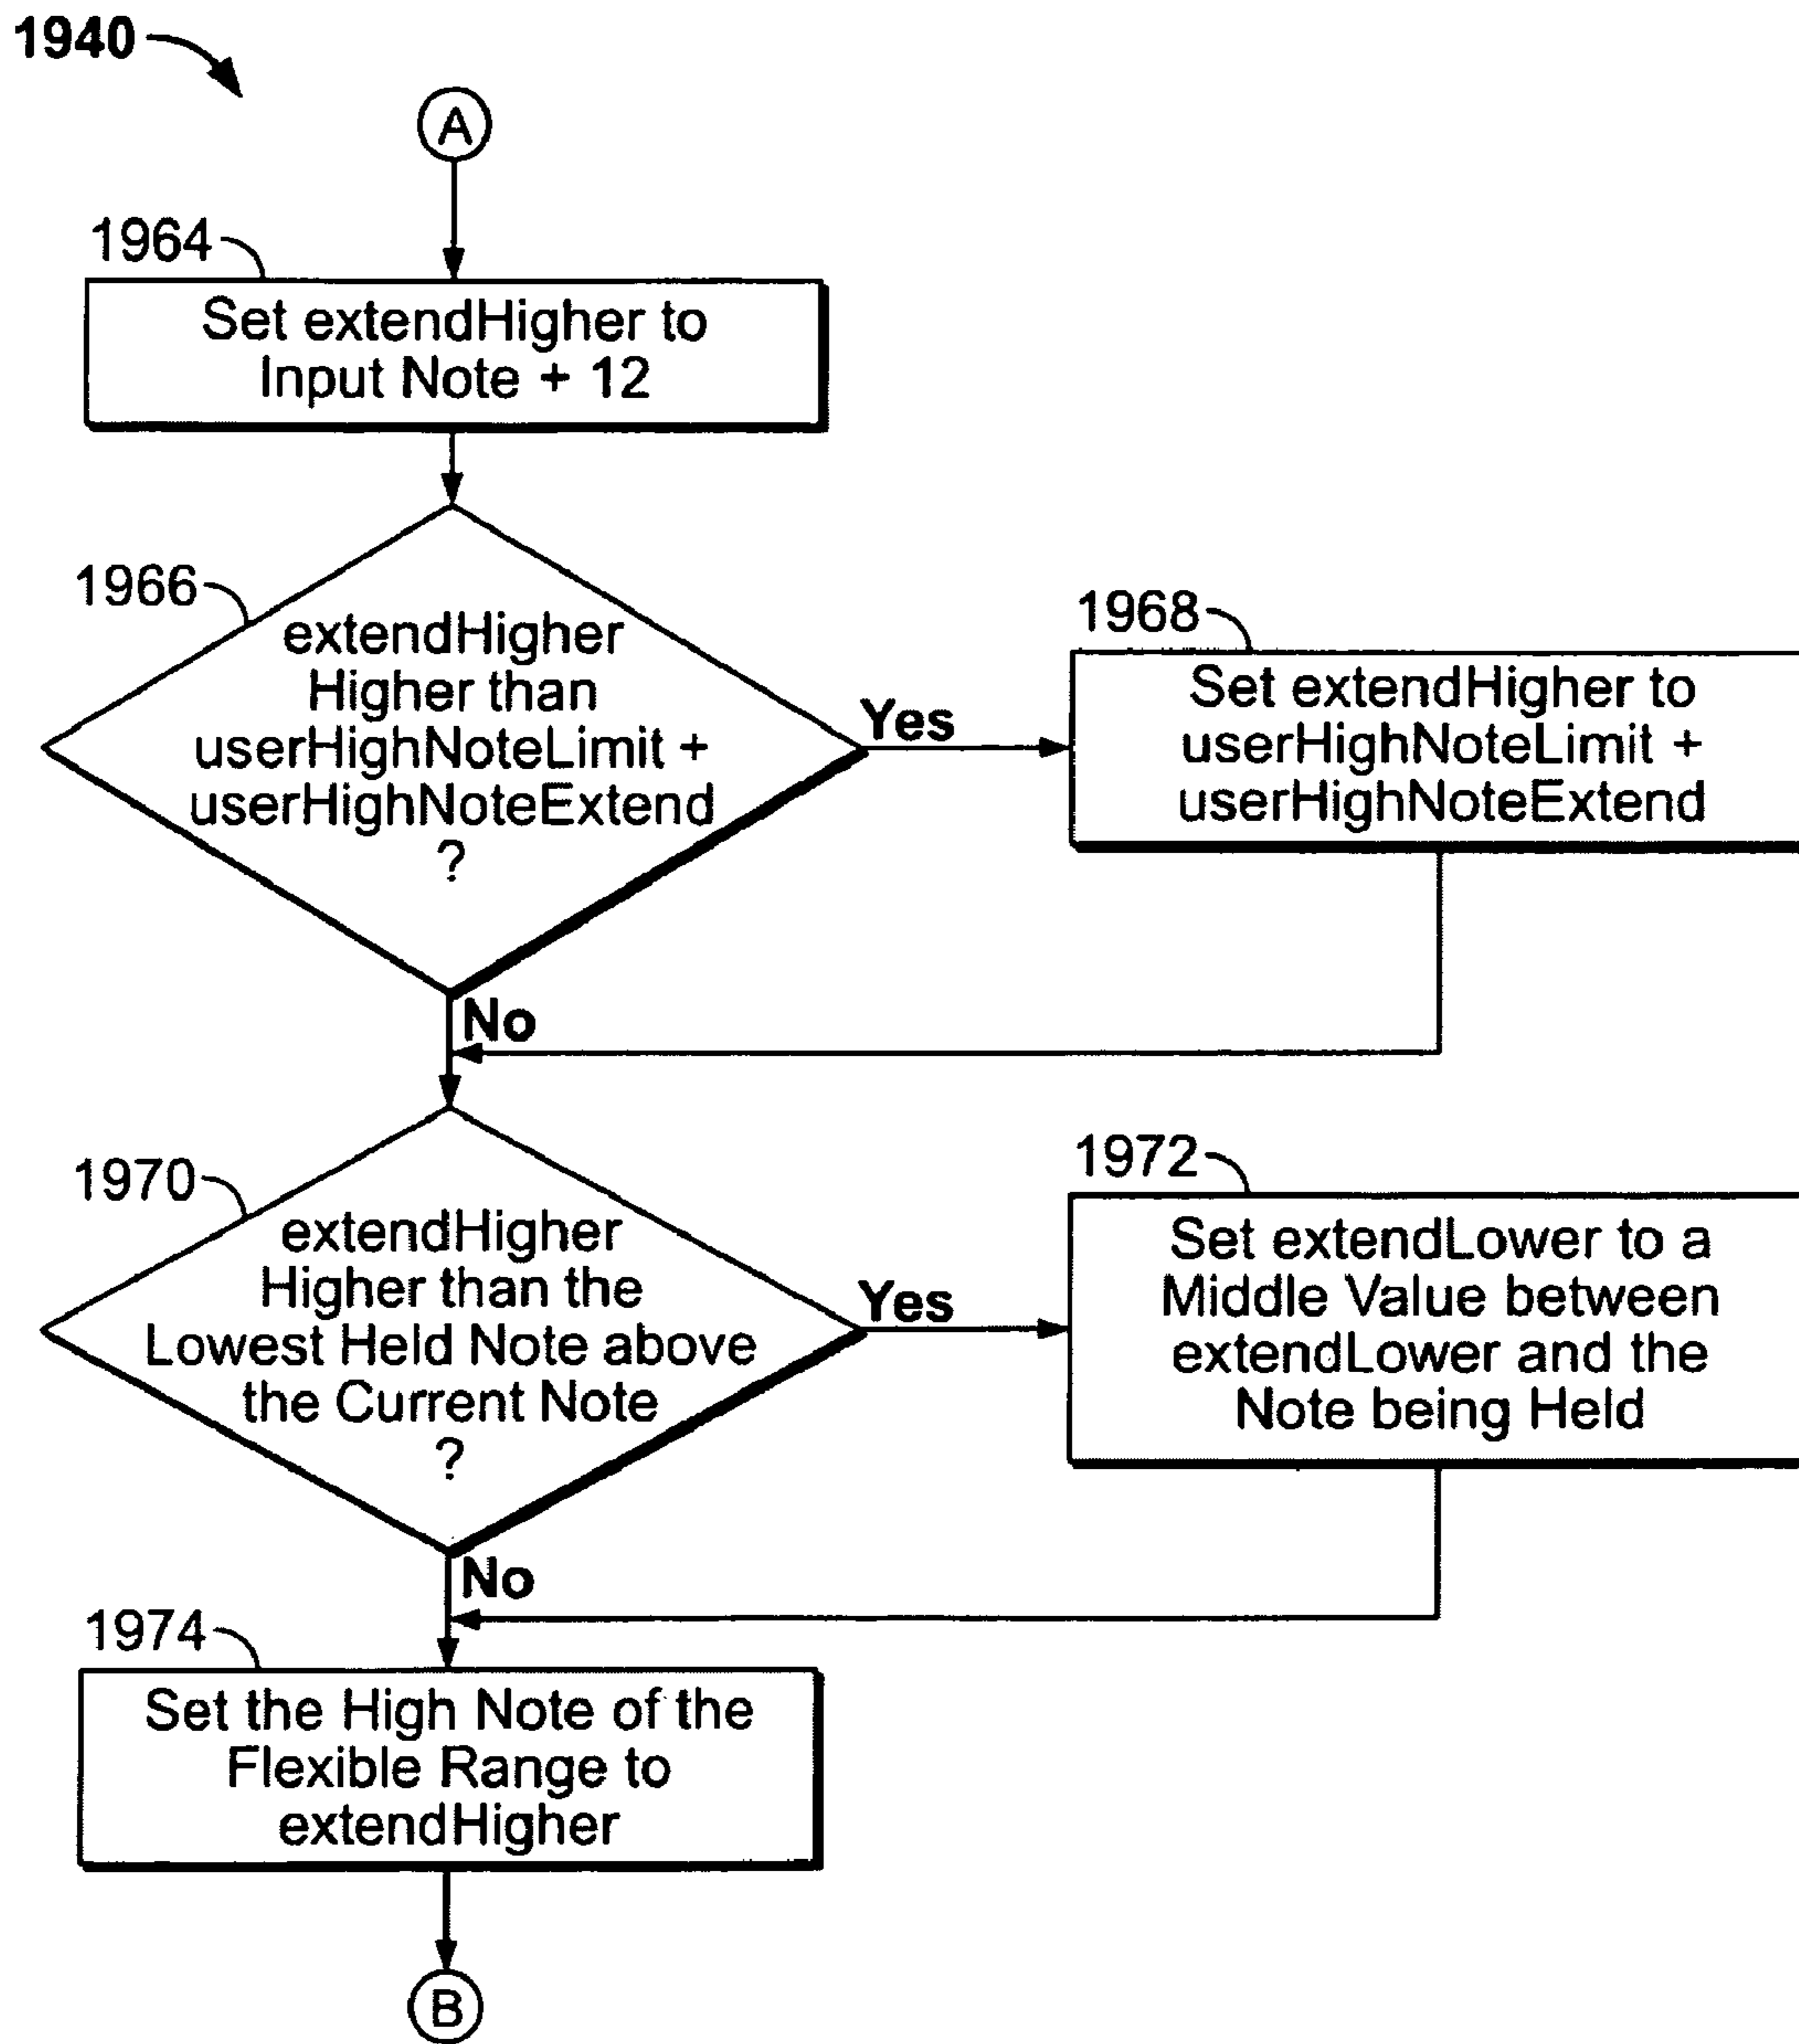 1940
A
1964
Set extendHigher to
Input Note + 12
1966
extendHigher
Higher than
userHighNoteLimit +
userHighNoteExtend
?
Yes
1968
Set extendHigher to
userHighNoteLimit +
userHighNoteExtend
No
1970
extendHigher
Higher than the
Lowest Held Note above
the Current Note
?
Yes
1972
Set extendLower to a
Middle Value between
extendLower and the
Note being Held
No
1974
Set the High Note of the
Flexible Range to
extendHigher
B